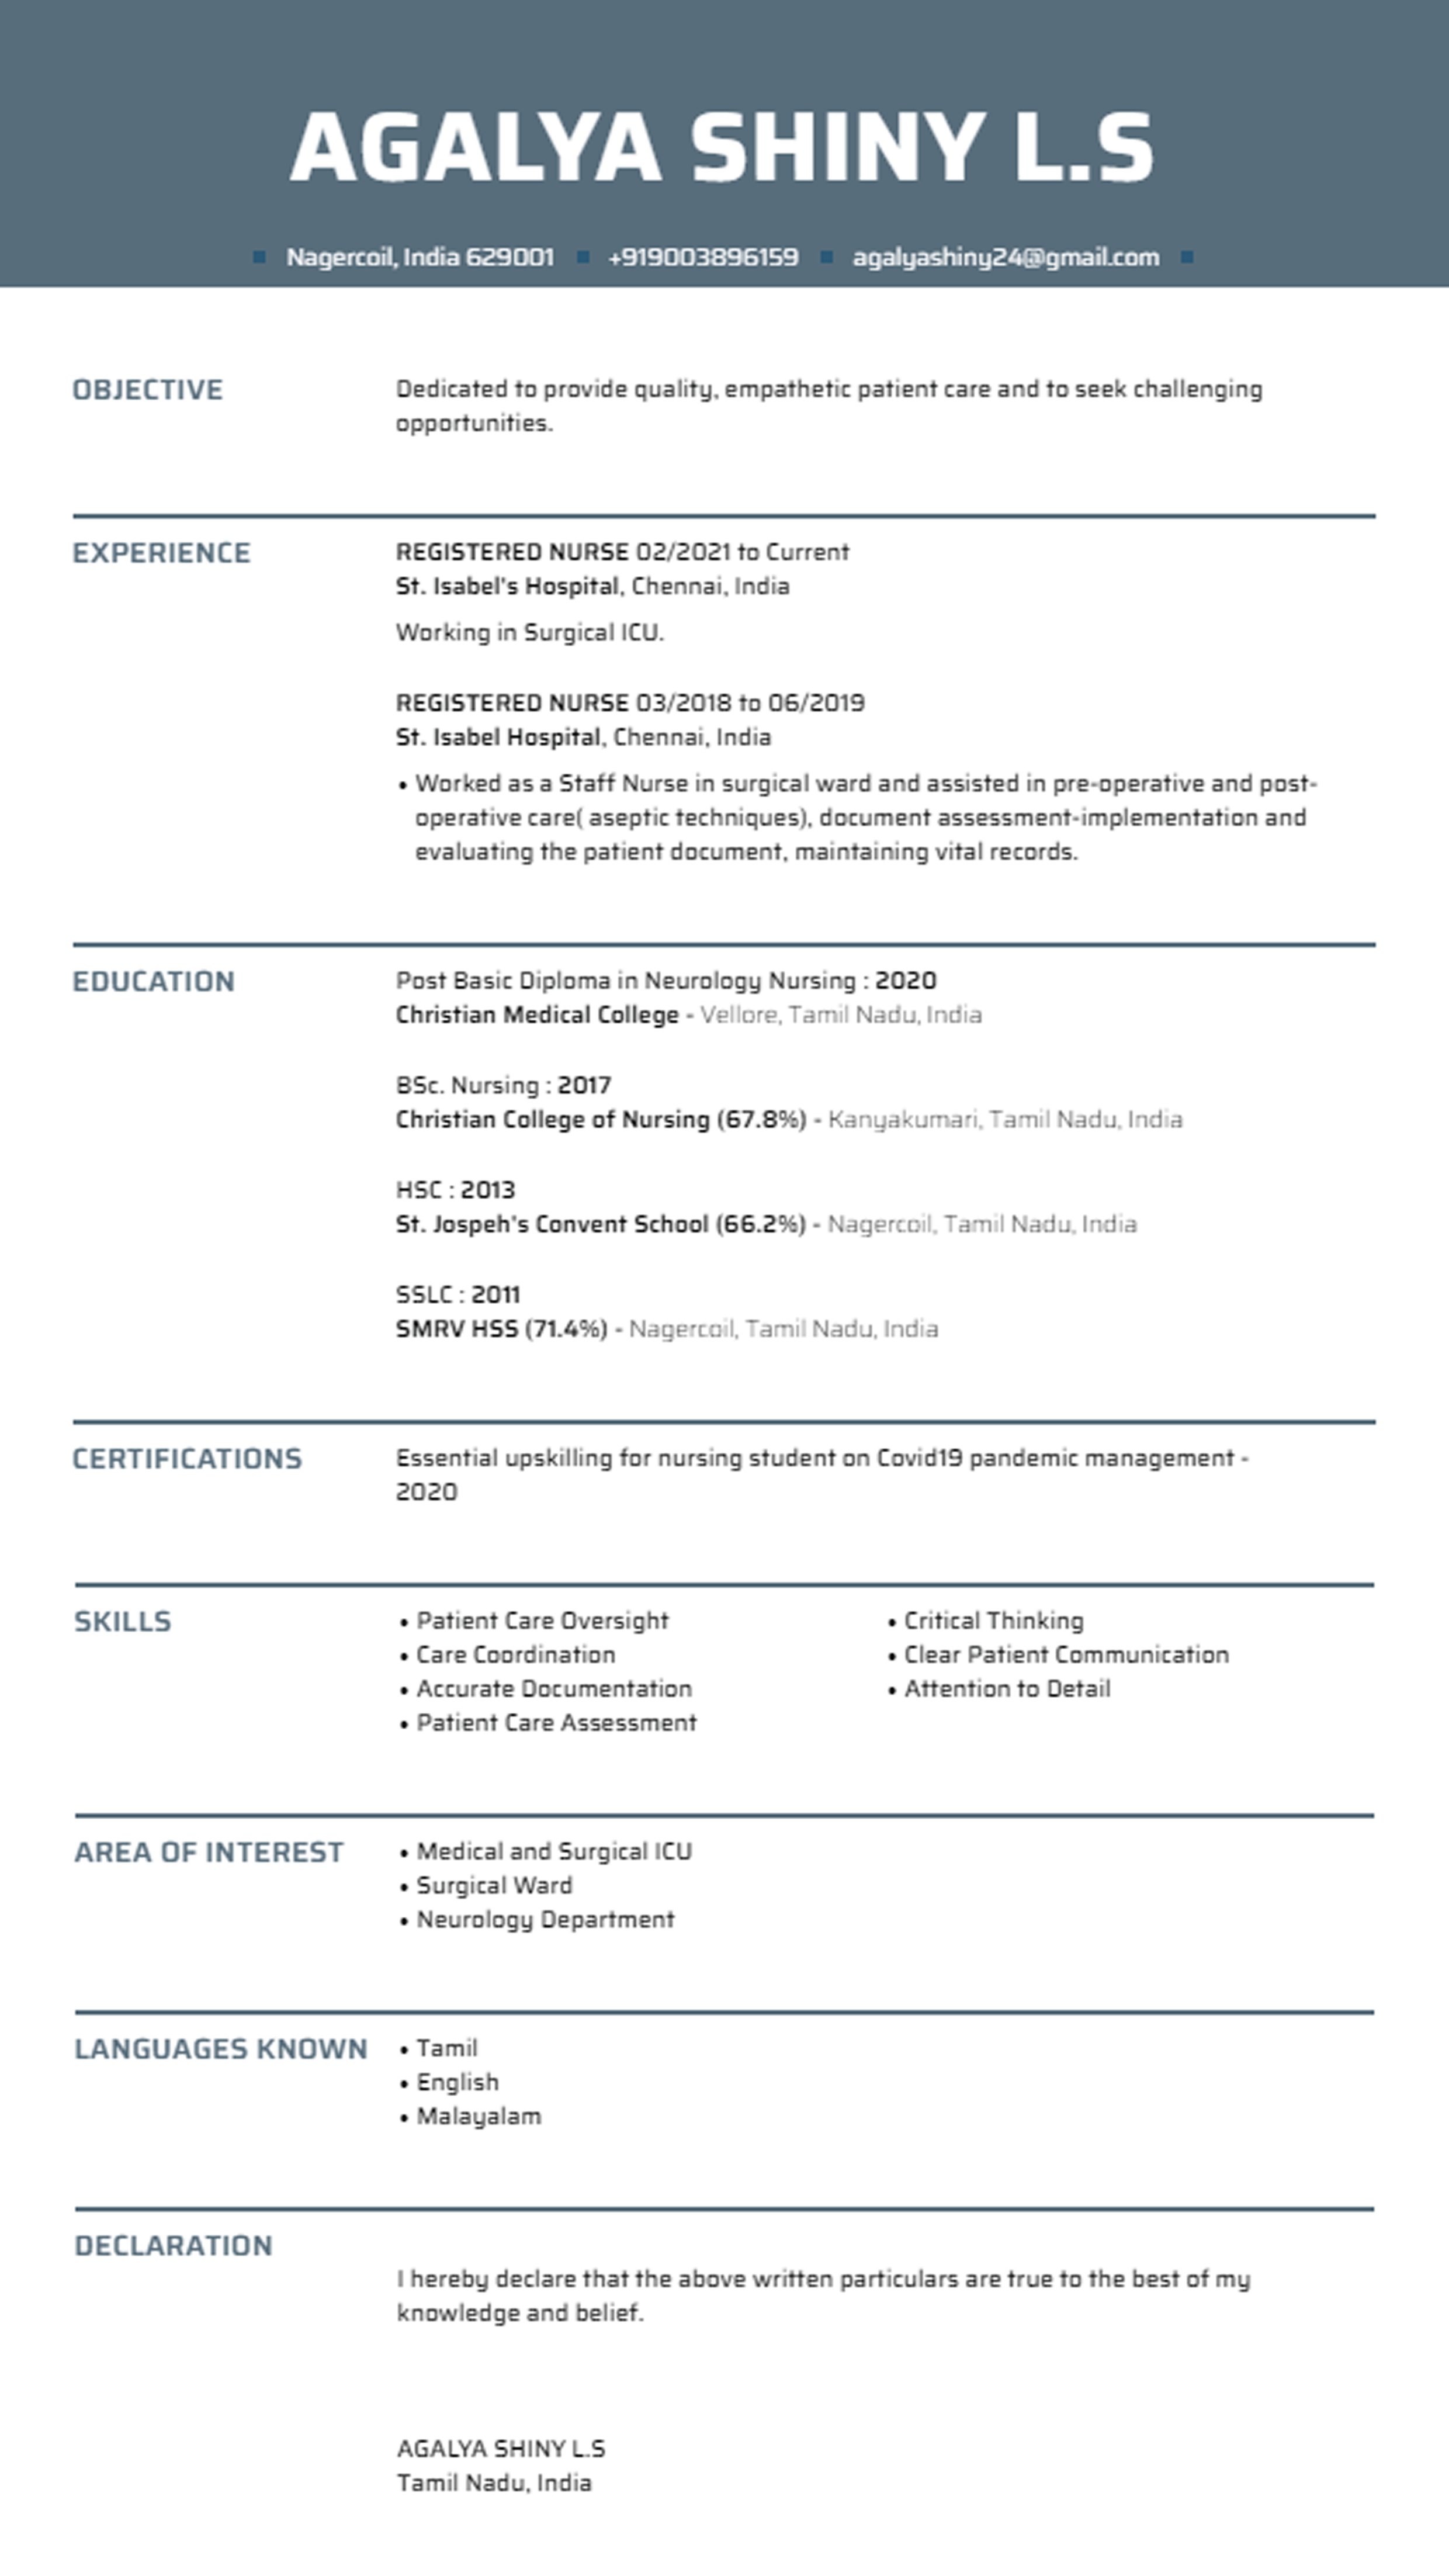 AGALYA SHINY L.S
Nagercoil, India 629001 +919003896159 agalyashiny24@gmail.com
OBJECTIVE
Dedicated to provide quality, empathetic patient care and to seek challenging
opportunities.
EXPERIENCE
REGISTERED NURSE 02/2021 to Current
St. Isabel's Hospital, Chennai, India
Working in Surgical ICU.
REGISTERED NURSE 03/2018 to 06/2019
St. Isabel Hospital, Chennai, India
• Worked as a Staff Nurse in surgical ward and assisted in pre-operative and post-
operative care( aseptic techniques), document assessment-implementation and
evaluating the patient document, maintaining vital records.
EDUCATION
Post Basic Diploma in Neurology Nursing : 2020
Christian Medical College - Vellore, Tamil Nadu, India
BSc. Nursing : 2017
Christian College of Nursing (67.8%) - Kanyakumari, Tamil Nadu, India
HSC : 2013
St. Jospeh's Convent School (66.2%) - Nagercoil, Tamil Nadu, India
SSLC : 2011
SMRV HSS (71.4%) - Nagercoil, Tamil Nadu, India
CERTIFICATIONS
Essential upskilling for nursing student on Covid19 pandemic management -
2020
SKILLS
• Patient Care Oversight
• Care Coordination
• Accurate Documentation
• Patient Care Assessment
• Critical Thinking
• Clear Patient Communication
• Attention to Detail
AREA OF INTEREST
• Medical and Surgical ICU
• Surgical Ward
• Neurology Department
LANGUAGES KNOWN
• Tamil
• English
• Malayalam
DECLARATION
I hereby declare that the above written particulars are true to the best of my
knowledge and belief.
AGALYA SHINY L.S
Tamil Nadu, India